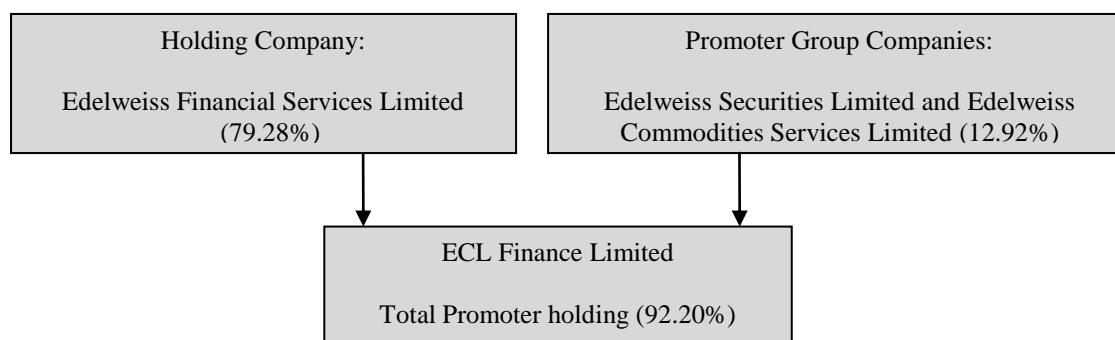 Holding Company:
Edelweiss Financial Services Limited
(79.28%)
Promoter Group Companies:
Edelweiss Securities Limited and Edelweiss
Commodities Services Limited (12.92%)
ECL Finance Limited
Total Promoter holding (92.20%)